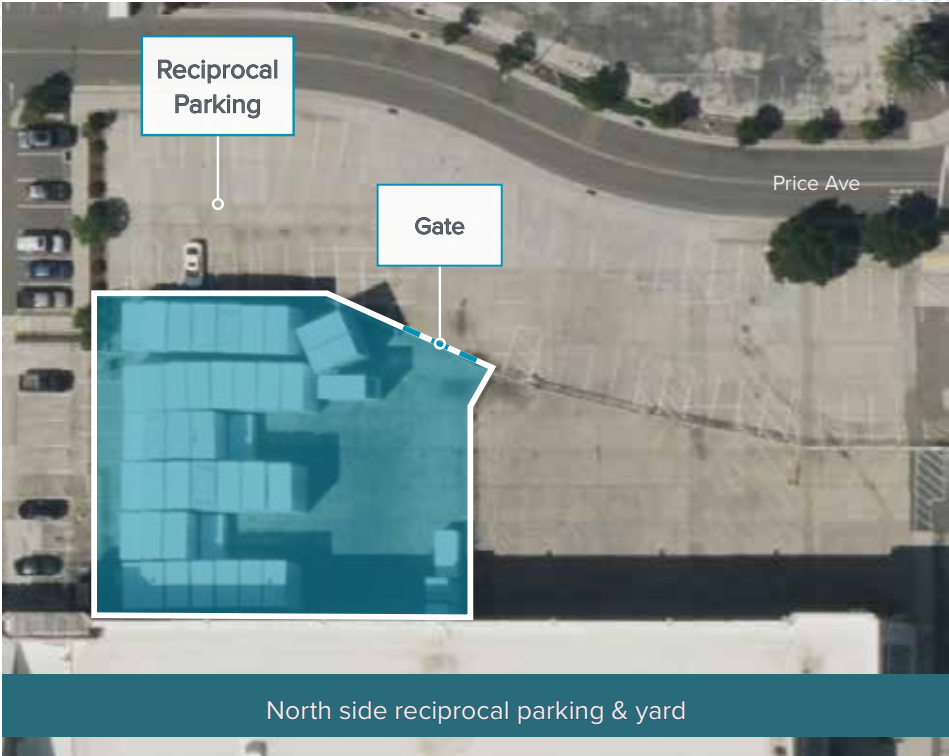 Reciprocal
Parking
Gate
Price Ave
North side reciprocal parking & yard